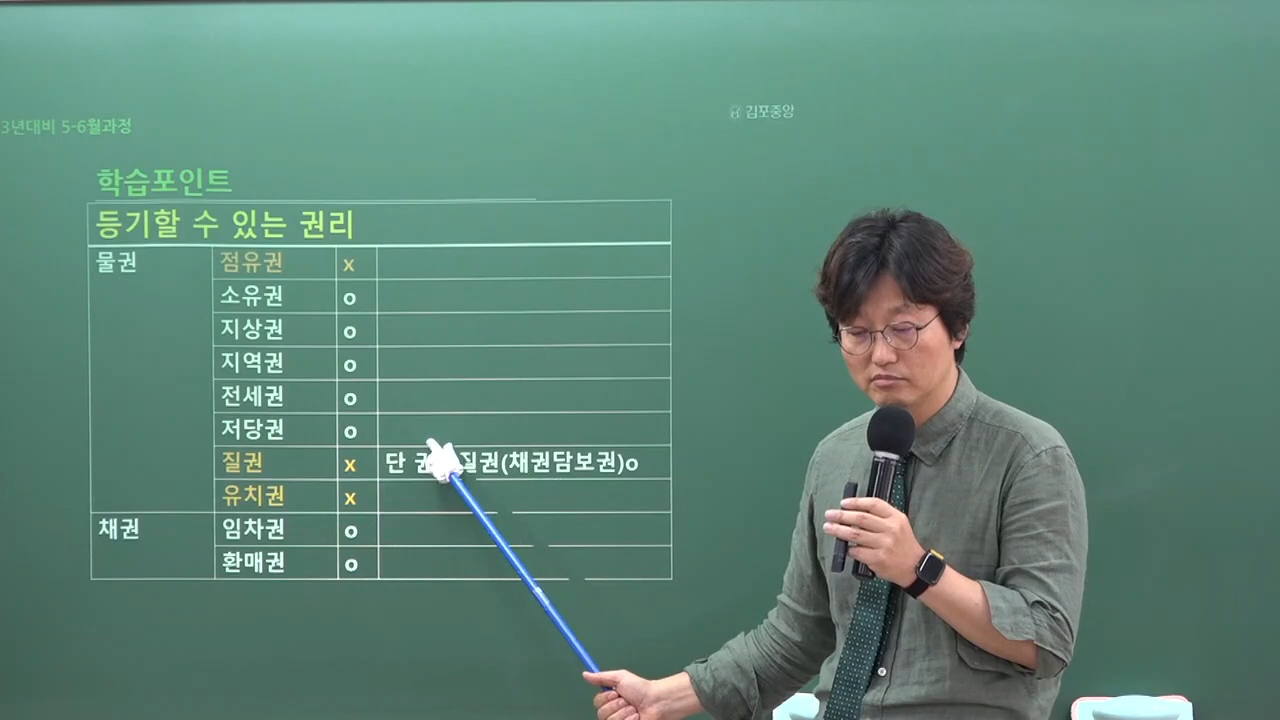 3년대비 5-6월과정
김포중앙
학습포인트
등기할 수 있는 권리
물권 점유권 x
소유권 o
지상권 o
지역권 o
전세권 o
저당권 o
질권 x 단 질권(채권담보권)o
유치권 x
채권 임차권 o
환매권 o